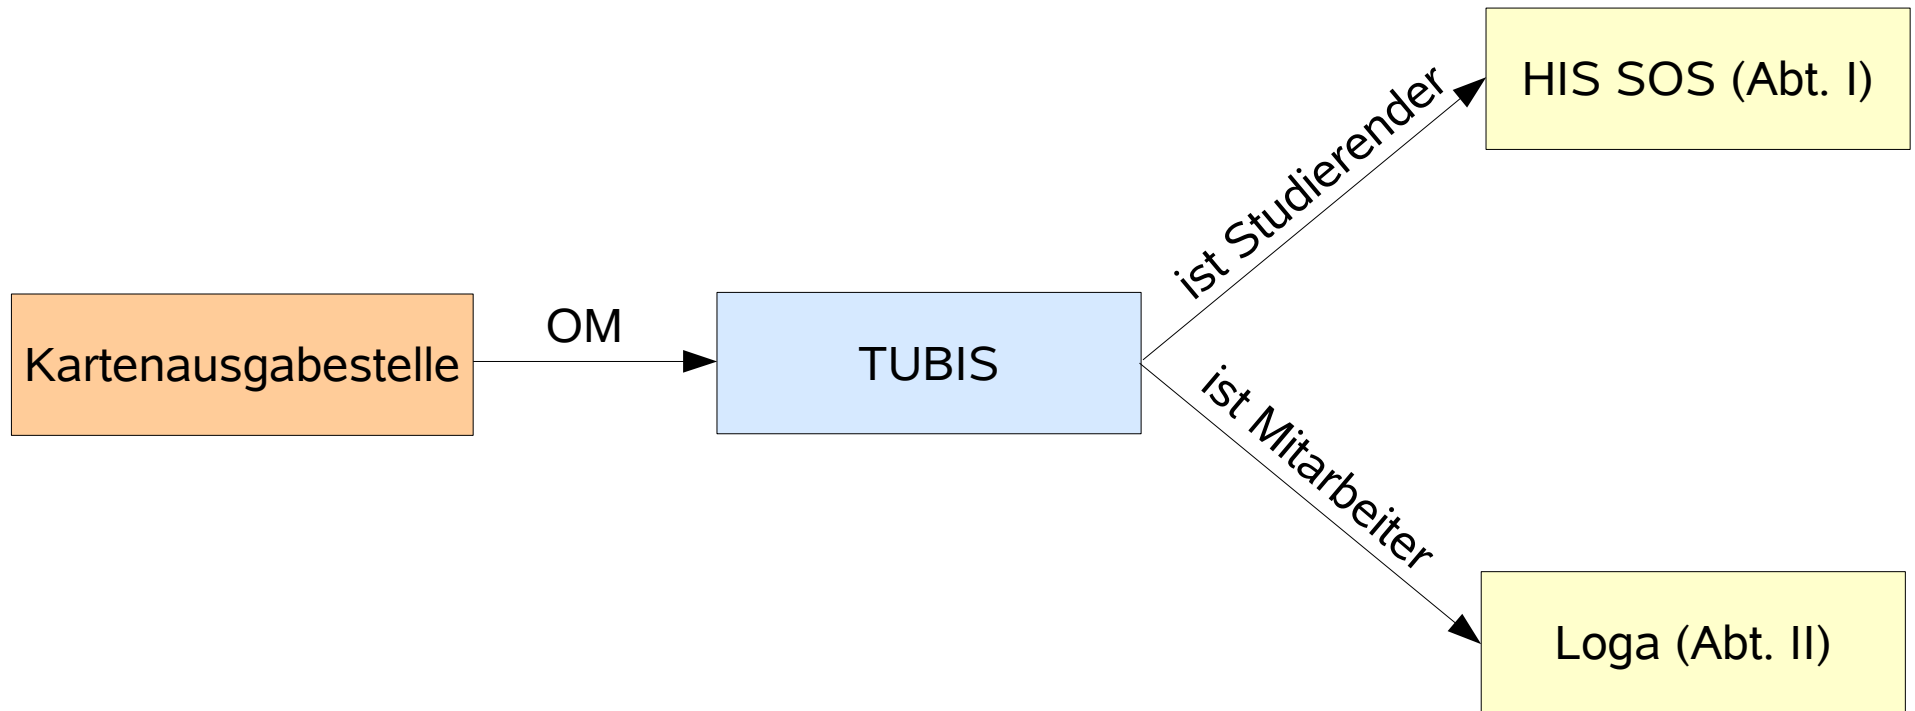 HIS SOS (Abt. I)
ist Studierender
Kartenausgabestelle
OM
TUBIS
ist Mitarbeiter
Loga (Abt. II)